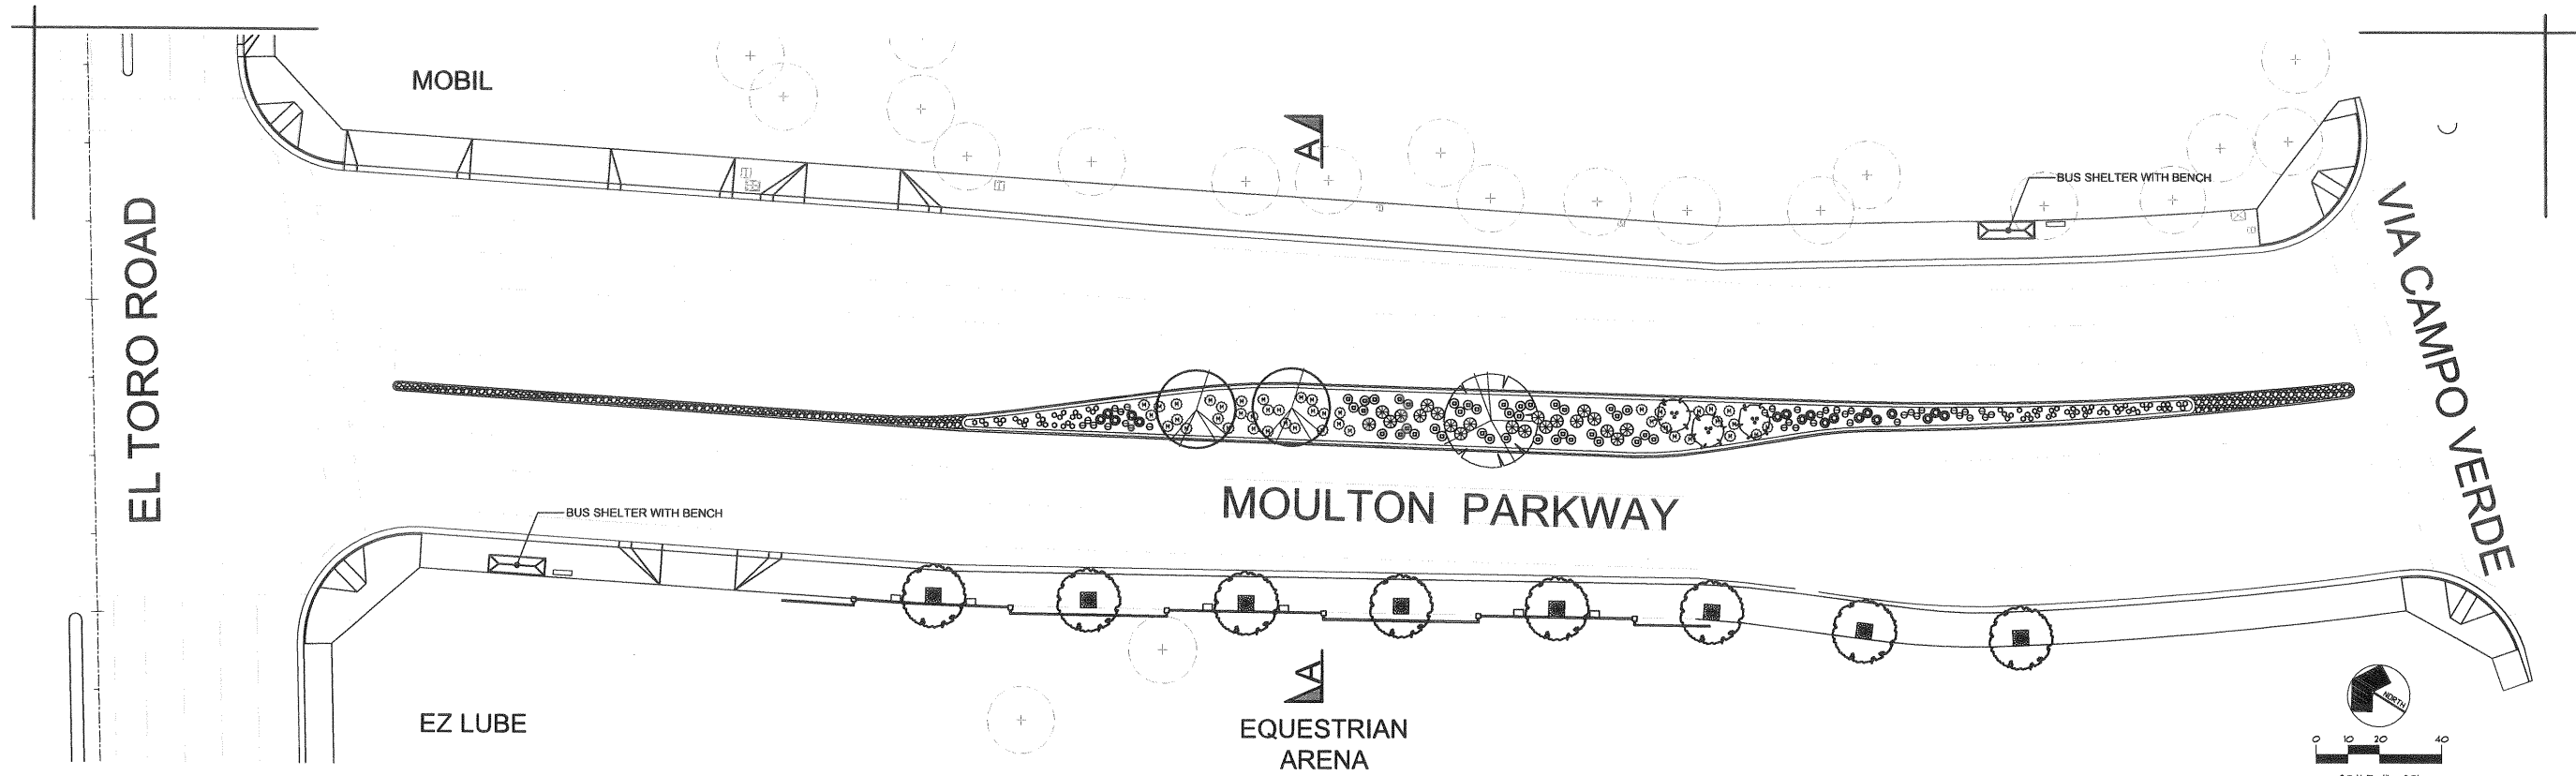 MOBIL
A
BUS SHELTER WITH BENCH
EL TORO ROAD
VIA CAMPO VERDE
MOULTON PARKWAY
BUS SHELTER WITH BENCH
A
EZ LUBE
EQUESTRIAN
ARENA
NORTH
0 10 20 40